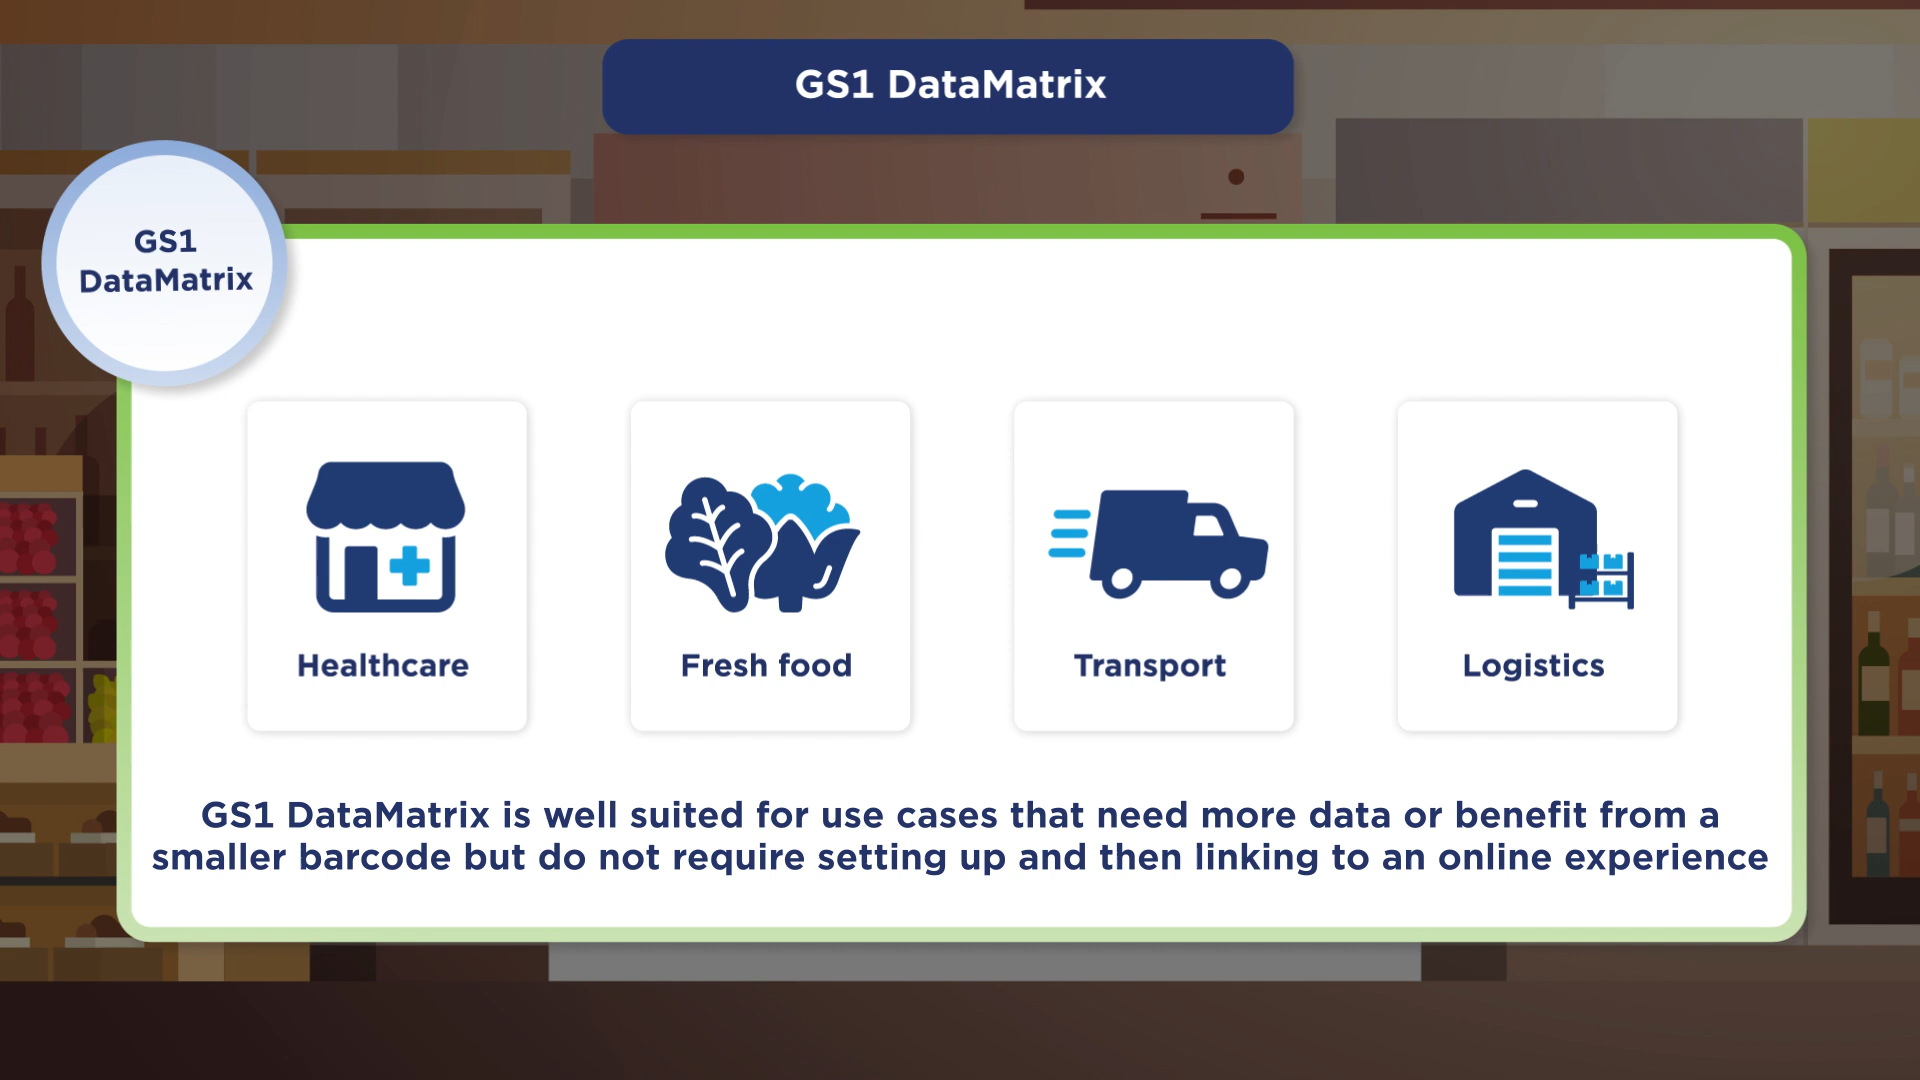 GS1 DataMatrix
GS1
DataMatrix
Healthcare
Fresh food
Transport
Logistics
GS1 DataMatrix is well suited for use cases that need more data or benefit from a
smaller barcode but do not require setting up and then linking to an online experience